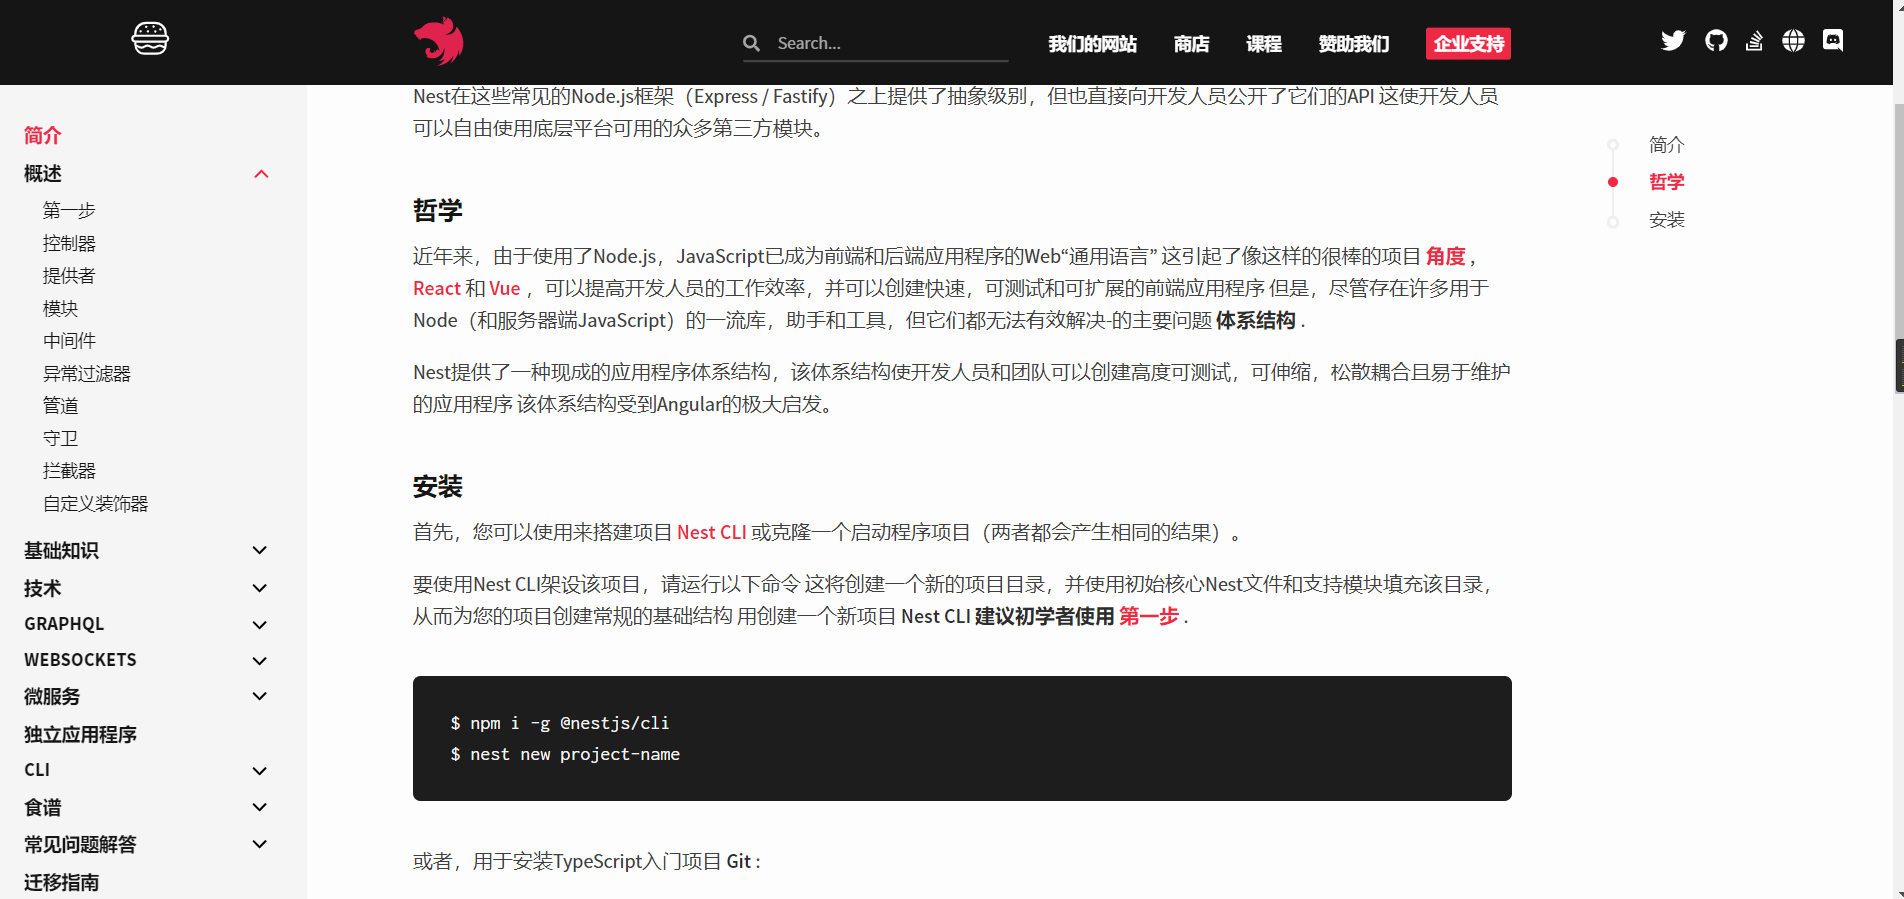 Search...
我们的网站
商店
课程
赞助我们
企业支持
简介
概述
第一步
控制器
提供者
模块
中间件
异常过滤器
管道
守卫
拦截器
自定义装饰器
基础知识
技术
GRAPHQL
WEBSOCKETS
微服务
独立应用程序
CLI
食谱
常见问题解答
迁移指南
Nest在这些常见的Node.js框架（Express / Fastify）之上提供了抽象级别，但也直接向开发人员公开了它们的API 这使开发人员
可以自由使用底层平台可用的众多第三方模块。
哲学
近年来，由于使用了Node.js，JavaScript已成为前端和后端应用程序的Web“通用语言” 这引起了像这样的很棒的项目 角度 ，
React 和 Vue ，可以提高开发人员的工作效率，并可以创建快速，可测试和可扩展的前端应用程序 但是，尽管存在许多用于
Node（和服务器端JavaScript）的一流库，助手和工具，但它们都无法有效解决-的主要问题 体系结构 .
Nest提供了一种现成的应用程序体系结构，该体系结构使开发人员和团队可以创建高度可测试，可伸缩，松散耦合且易于维护
的应用程序 该体系结构受到Angular的极大启发。
安装
首先，您可以使用来搭建项目 Nest CLI 或克隆一个启动程序项目（两者都会产生相同的结果）。
要使用Nest CLI架设该项目，请运行以下命令 这将创建一个新的项目目录，并使用初始核心Nest文件和支持模块填充该目录，
从而为您的项目创建常规的基础结构 用创建一个新项目 Nest CLI 建议初学者使用 第一步 .
$ npm i -g @nestjs/cli
$ nest new project-name
或者，用于安装TypeScript入门项目 Git :
简介
哲学
安装